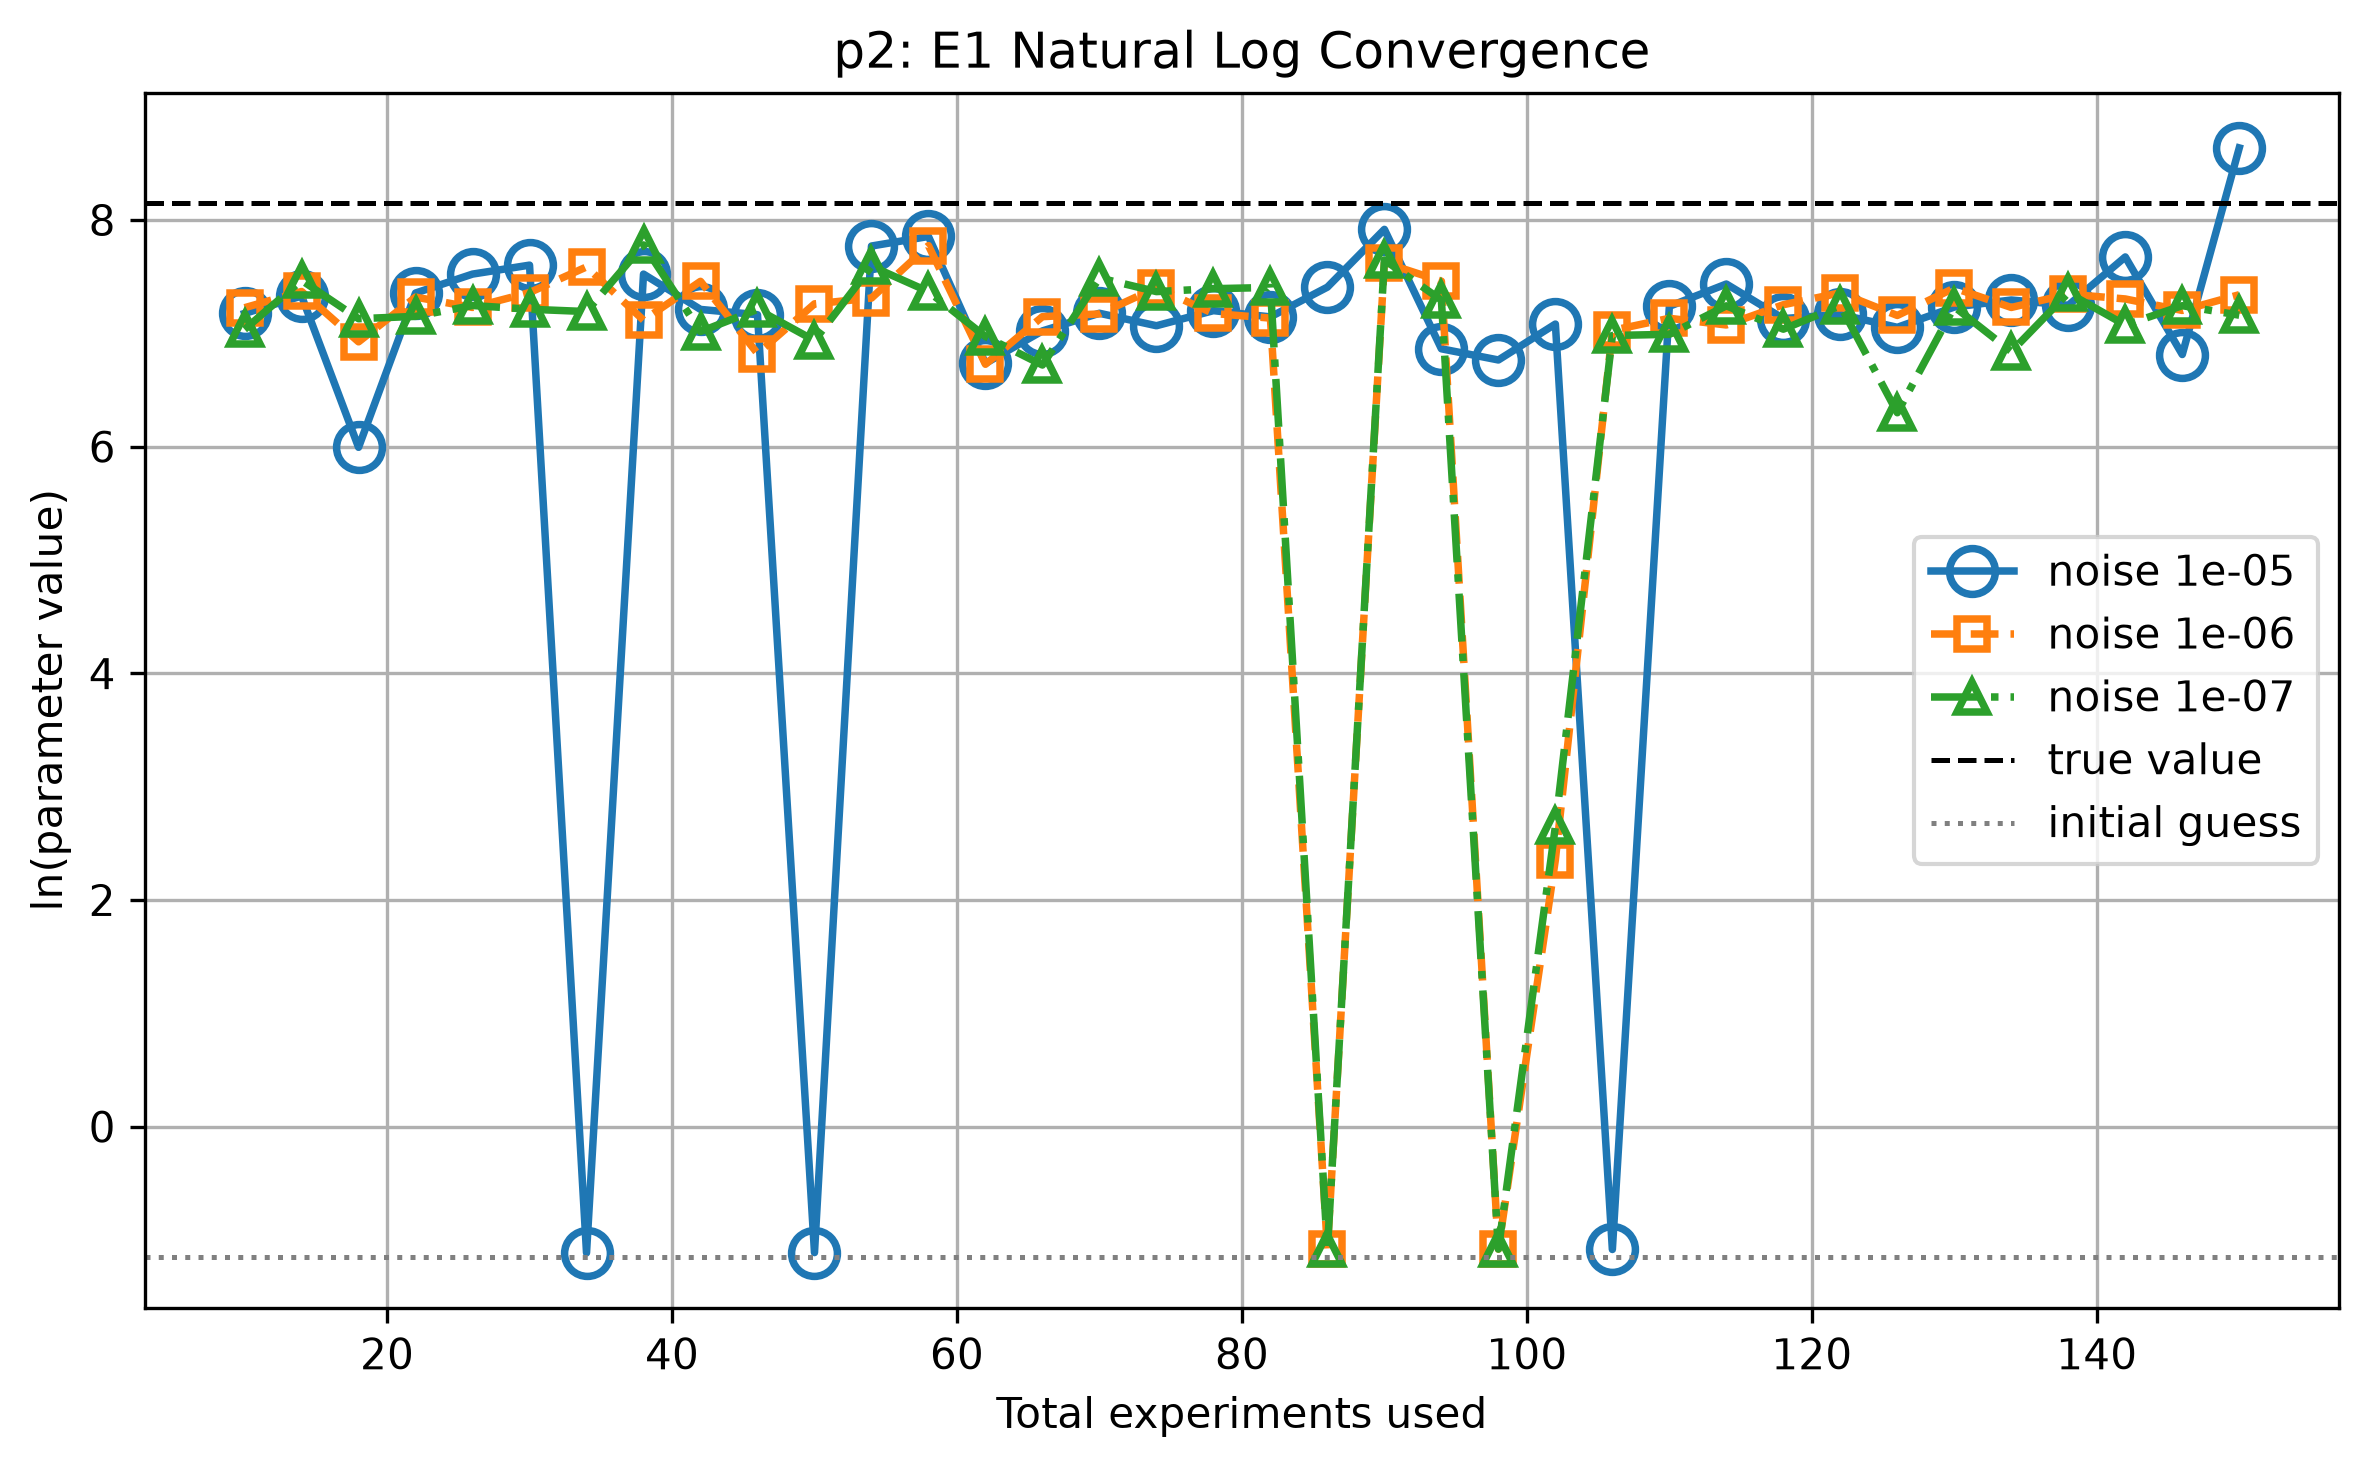 p2: E1 Natural Log Convergence
ln(parameter value)
8
6
4
2
0
noise 1e-05
noise 1e-06
noise 1e-07
true value
initial guess
20 40 60 80 100 120 140
Total experiments used